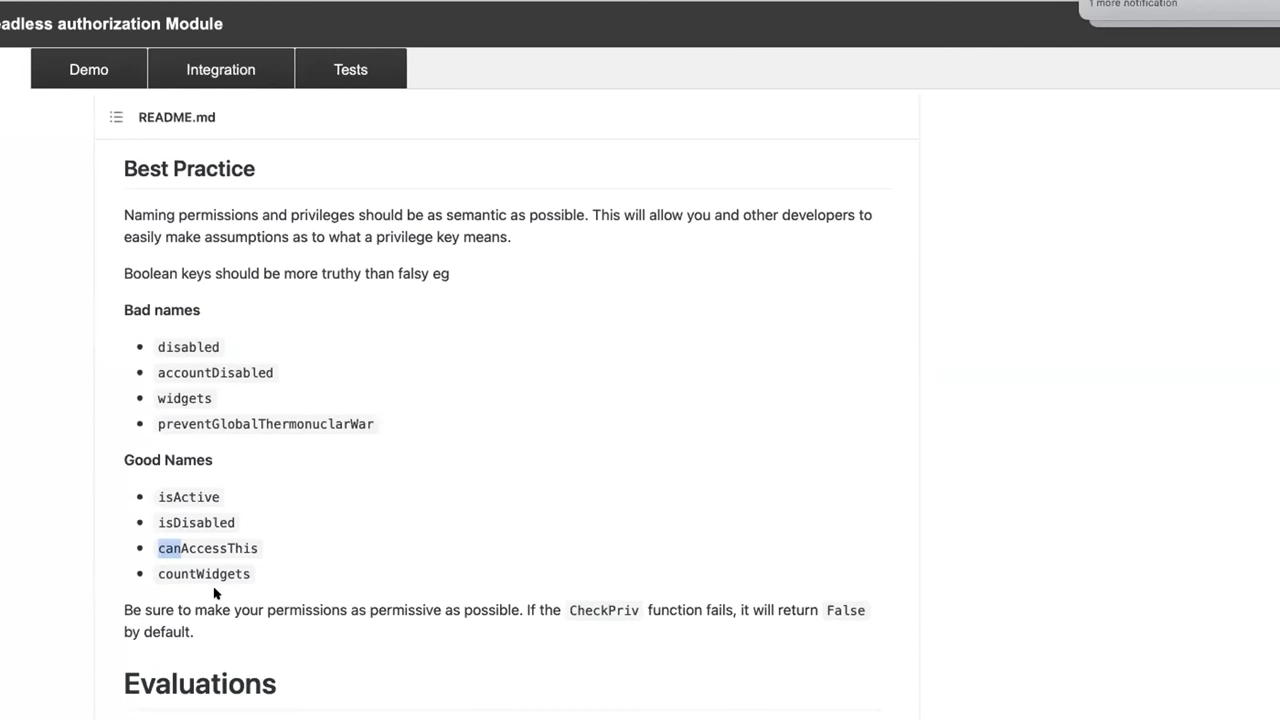 1 more notification
eadless authorization Module
Demo
Integration
Tests
README.md
Best Practice
Naming permissions and privileges should be as semantic as possible. This will allow you and other developers to
easily make assumptions as to what a privilege key means.
Boolean keys should be more truthy than falsy eg
Bad names
disabled
accountDisabled
widgets
preventGlobalThermonuclarWar
Good Names
isActive
isDisabled
canAccessThis
countWidgets
Be sure to make your permissions as permissive as possible. If the CheckPriv function fails, it will return False
by default.
Evaluations